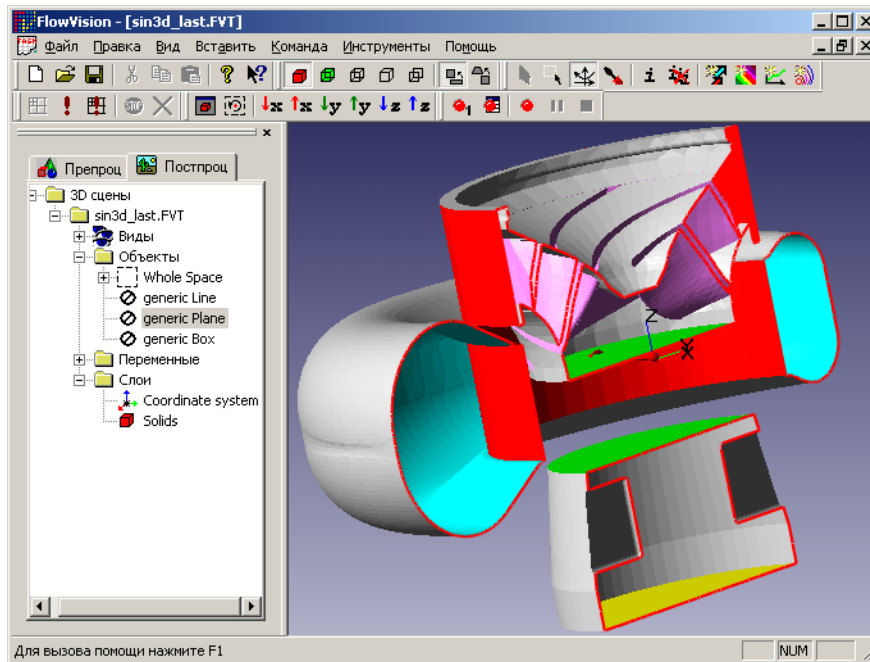 FlowVision - [sin3d_last.FVT]
Файл Правка Вид Вставить Команда Инструменты Помощь
x x y y z z
Препроц Постпроц
3D сцены
sin3d_last.FVT
Виды
Объекты
Whole Space
generic Line
generic Plane
generic Box
Переменные
Слои
Coordinate system
Solids
Z
X
Для вызова помощи нажмите F1
NUM